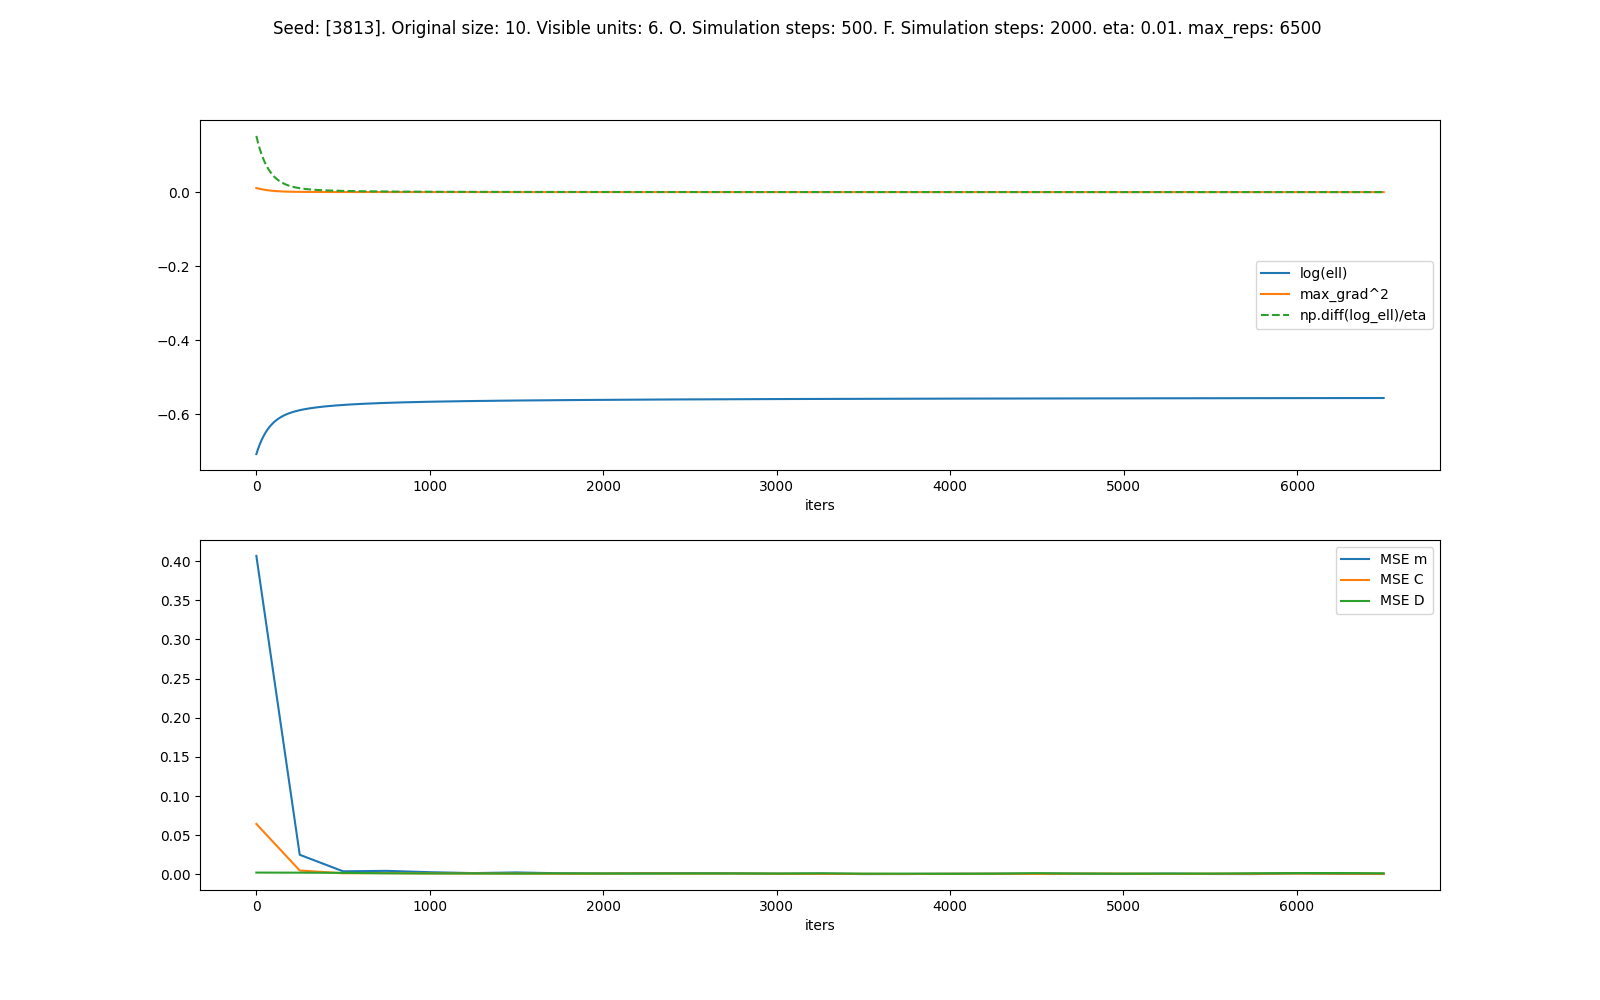 Seed: [3813]. Original size: 10. Visible units: 6. O. Simulation steps: 500. F. Simulation steps: 2000. eta: 0.01. max_reps: 6500
0.0
−0.2
−0.4
−0.6
log(ell)
max_grad^2
np.diff(log_ell)/eta
0 1000 2000 3000 4000 5000 6000
iters
0.40
0.35
0.30
0.25
0.20
0.15
0.10
0.05
0.00
MSE m
MSE C
MSE D
0 1000 2000 3000 4000 5000 6000
iters